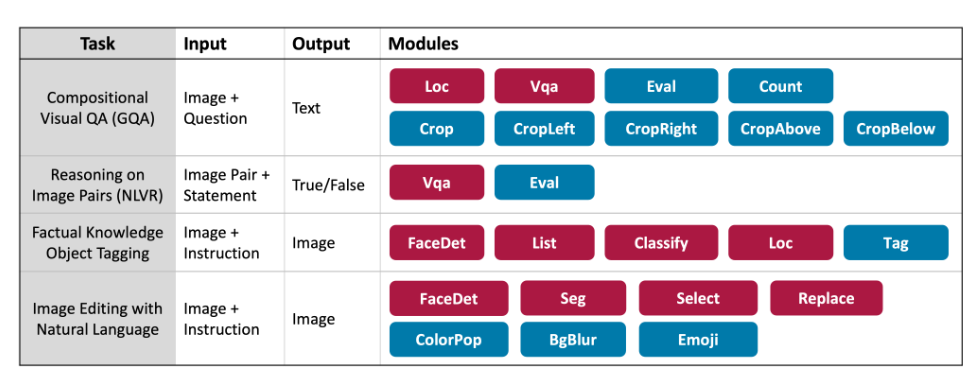 Task Input Output Modules
Compositional
Visual QA (GQA)
Image +
Question
Text
Loc Vqa Eval Count
Crop CropLeft CropRight CropAbove CropBelow
Reasoning on
Image Pairs (NLVR)
Image Pair +
Statement
True/False
Vqa Eval
Factual Knowledge
Object Tagging
Image +
Instruction
Image
FaceDet List Classify Loc Tag
Image Editing with
Natural Language
Image +
Instruction
Image
FaceDet Seg Select Replace
ColorPop BgBlur Emoji